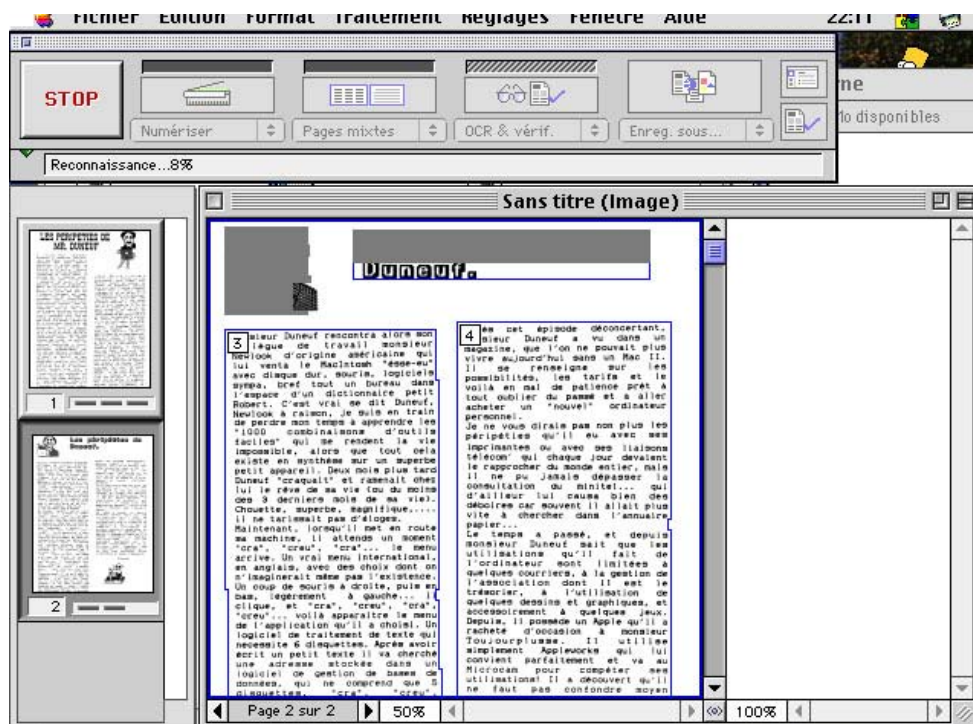 Fichier Edition Format Traitement Réglages Fenêtre Aide 22:11
STOP
Numériser
Pages mixtes
OCR & vérif.
Enreg. sous...
rne
Mo disponibles
Reconnaissance...8%
Sans titre (Image)
LES PERIPETIES DE
MR. DUNEUF
1
Les péripéties de
Duneuf.
2
Duneuf.
3
sieur Duneuf rencontra alors mon
lègue de travail monsieur
Newlook d'origine américaine qui
lui venta le MacIntosh "esse-eu"
avec disque dur, souris, logiciels
sympa, bref tout un bureau dans
l'espace d'un dictionnaire petit
Robert. C'est vrai se dit Duneuf,
Newlook à raison, je suis en train
de perdre mon temps à apprendre les
"1000 combinaisons d'outils
faciles" qui se rendent la vie
impossible, alors que tout cela
existe en synthèse sur un superbe
petit appareil. Deux mois plus tard
Duneuf "craquait" et ramenait chez
lui le rêve de sa vie (ou du moins
des 3 derniers mois de sa vie).
Chouette, superbe, magnifique,....
il ne tarissait pas d'éloges.
Maintenant, lorsqu'il met en route
sa machine, il attends un moment
"cra", "creu", "cra"... le menu
arrive. Un vrai menu international,
en anglais, avec des choix dont on
n'imaginerait même pas l'existence.
Un coup de souris à droite, puis en
bas, légèrement à gauche... il
clique, et "cra", "creu", "cra",
"creu"... voilà apparaître le menu
de l'application qu'il a choisi. Un
logiciel de traitement de texte qui
necessite 6 disquettes. Après avoir
écrit un petit texte il va cherché
une adresse stockée dans un
logiciel de gestion de bases de
données, qui ne comprend que 5
disquettes, "cra", "creu",
4
ès cet épisode déconcertant,
sieur Duneuf a vu dans un
magazine, que l'on ne pouvait plus
vivre aujourd'hui sans un Mac II.
Il se renseigne sur les
possibilités, les tarifs et le
voilà en mal de patience prêt à
tout oublier du passé et a aller
acheter un "nouvel" ordinateur
personnel.
Je ne vous dirais pas non plus les
péripéties qu'il eu avec ses
imprimantes ou avec ses liaisons
télécom' qui chaque jour devaient
le rapprocher du monde entier, mais
il ne pu jamais dépasser la
consultation du minitel... qui
d'ailleur lui causa bien des
déboires car souvent il allait plus
vite à chercher dans l'annuaire
papier...
Le temps a passé, et depuis
monsieur Duneuf sait que les
utilisations qu'il fait de
l'ordinateur sont limitées à
quelques courriers, à la gestion de
l'association dont il est le
trésorier, à l'utilisation de
quelques dessins et graphiques, et
accessoirement à quelques jeux.
Depuis, il possède un Apple qu'il a
racheté d'occasion à monsieur
Toujourplusse. Il utilise
simplement Appleworks qui lui
convient parfaitement et va au
Microcam pour compéter ses
utilisations! Il a découvert qu'il
ne faut pas confondre moyen
Page 2 sur 2 50% 100%